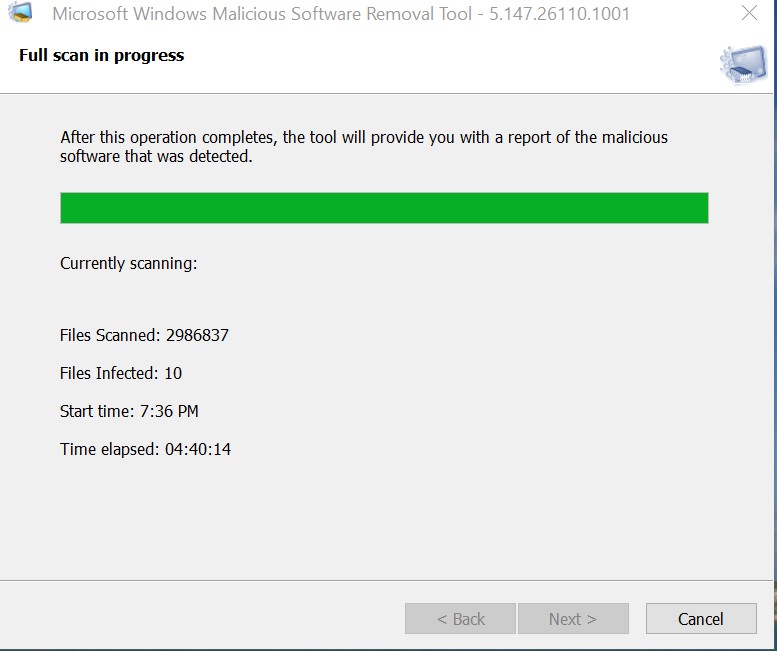 Microsoft Windows Malicious Software Removal Tool - 5.147.26110.1001
Full scan in progress
After this operation completes, the tool will provide you with a report of the malicious
software that was detected.
Currently scanning:
Files Scanned: 2986837
Files Infected: 10
Start time: 7:36 PM
Time elapsed: 04:40:14
< Back
Next >
Cancel